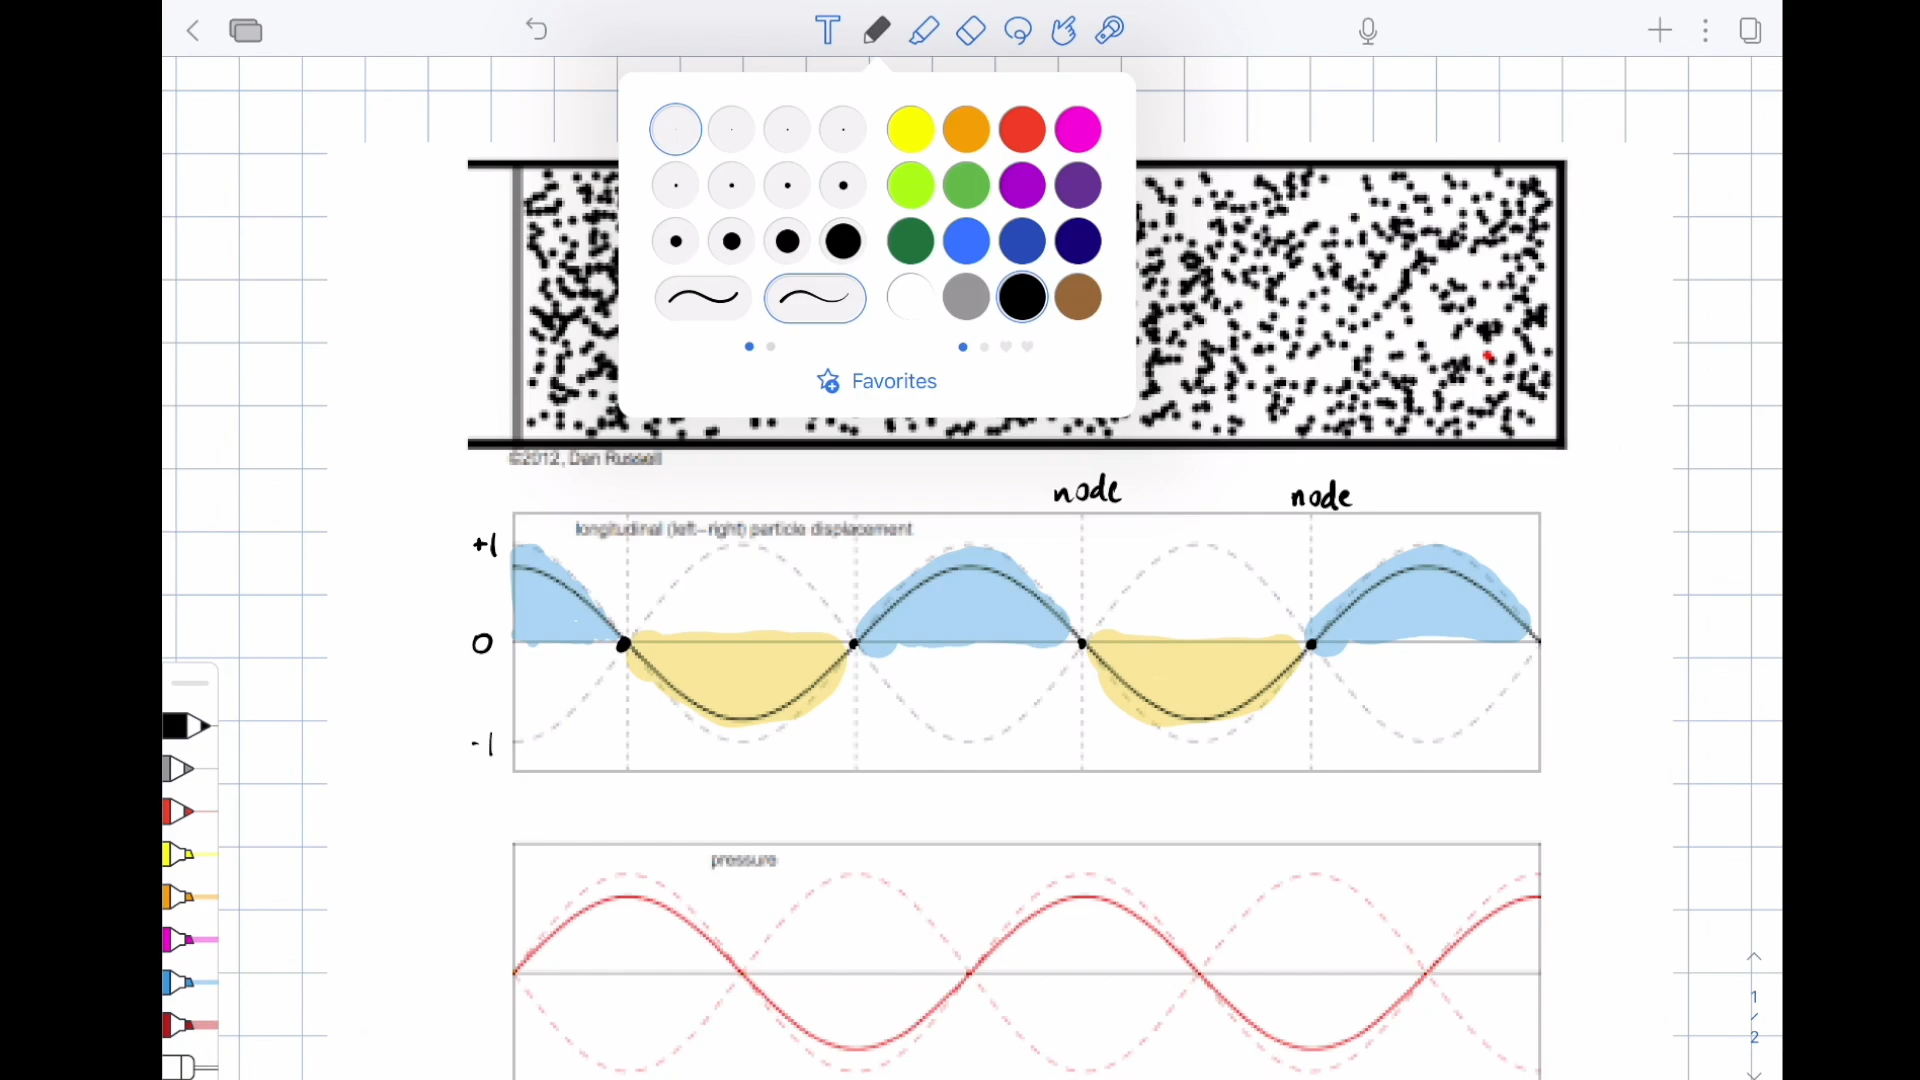 T
Favorites
©2012, Dan Russell
node
node
longitudinal (left-right) particle displacement
+1
0
-1
pressure
1
2